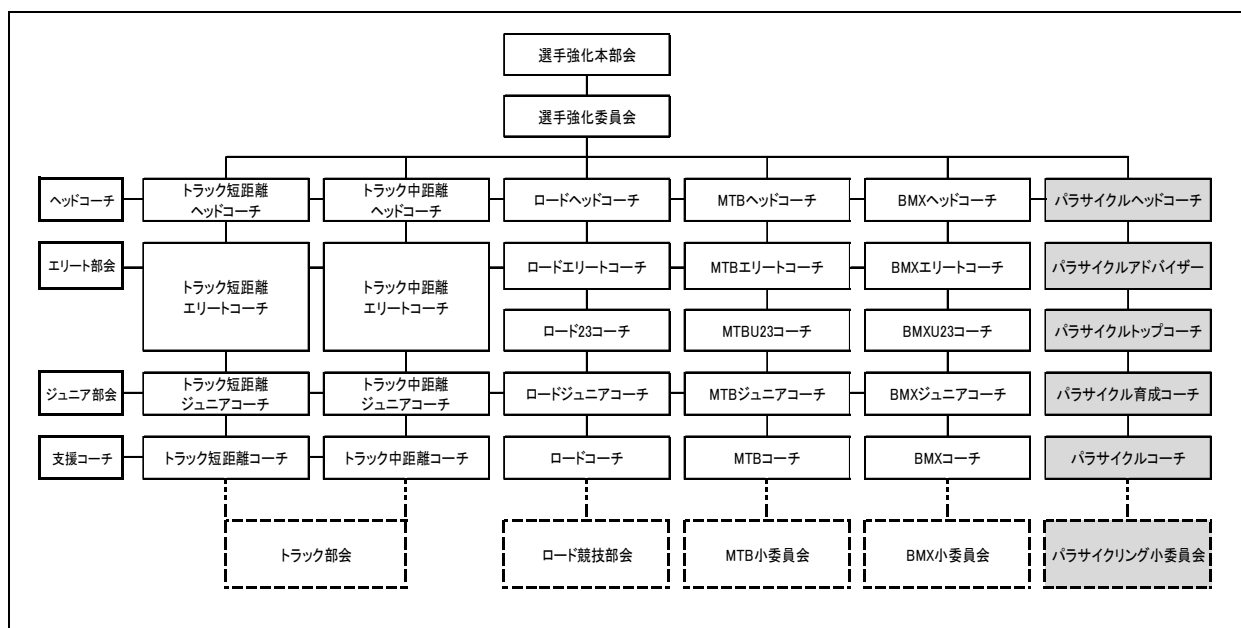 選手強化本部会
選手強化委員会
ヘッドコーチ
トラック短距離
ヘッドコーチ
トラック中距離
ヘッドコーチ
ロードヘッドコーチ
MTBヘッドコーチ
BMXヘッドコーチ
パラサイクルヘッドコーチ
エリート部会
トラック短距離
エリートコーチ
トラック中距離
エリートコーチ
ロードエリートコーチ
MTBエリートコーチ
BMXエリートコーチ
パラサイクルアドバイザー
ロード23コーチ
MTBU23コーチ
BMXU23コーチ
パラサイクルトップコーチ
ジュニア部会
トラック短距離
ジュニアコーチ
トラック中距離
ジュニアコーチ
ロードジュニアコーチ
MTBジュニアコーチ
BMXジュニアコーチ
パラサイクル育成コーチ
支援コーチ
トラック短距離コーチ
トラック中距離コーチ
ロードコーチ
MTBコーチ
BMXコーチ
パラサイクルコーチ
トラック部会
ロード競技部会
MTB小委員会
BMX小委員会
パラサイクリング小委員会